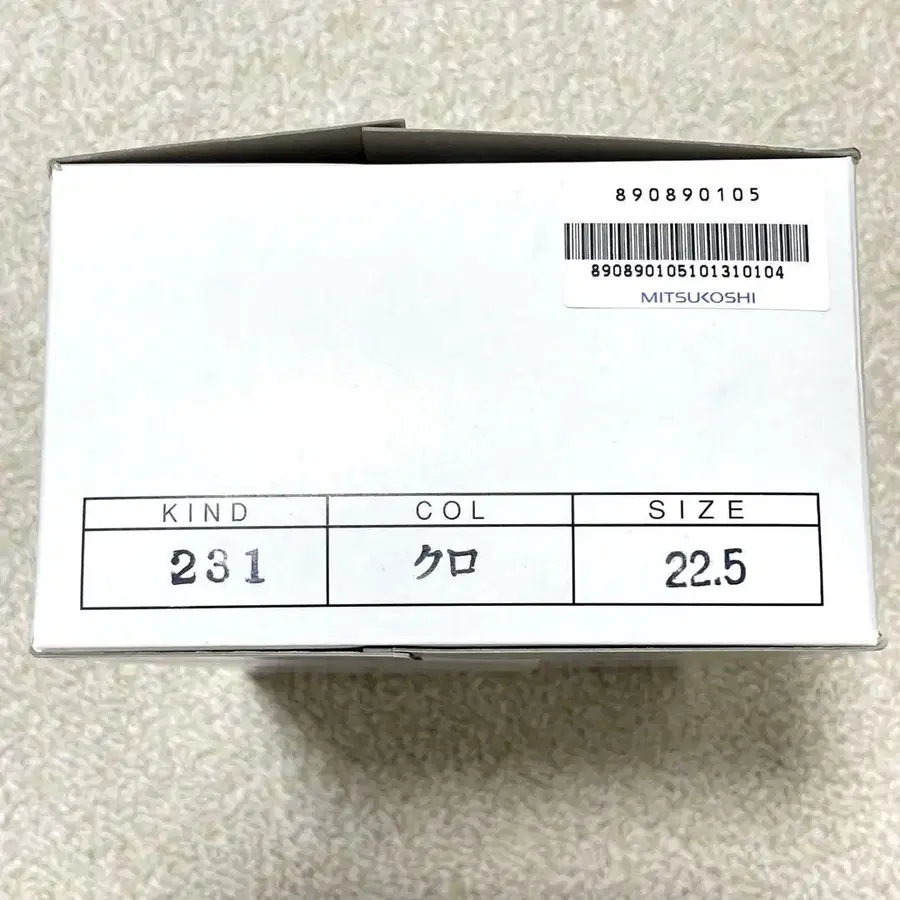 890890105
890890105101310104
MITSUKOSHI
KIND COL SIZE
231 クロ 22.5